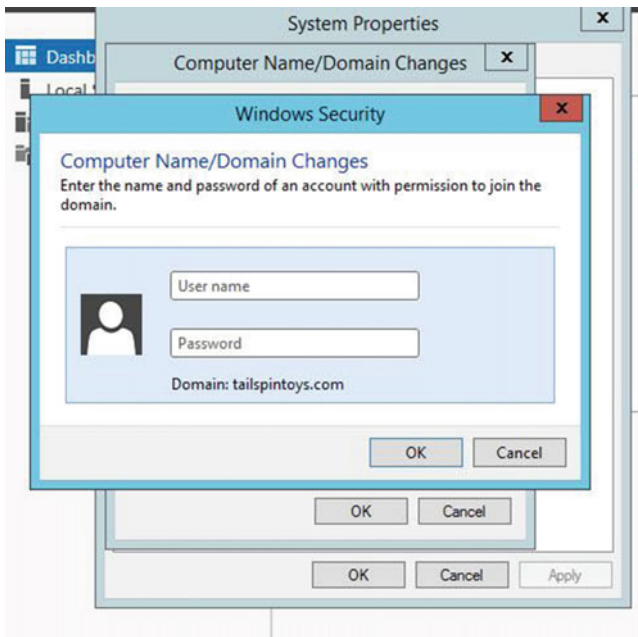 System Properties
x
Dashb
Computer Name/Domain Changes
x
Local
Windows Security
x
Computer Name/Domain Changes
Enter the name and password of an account with permission to join the
domain.
User name
Password
Domain: tailspintoys.com
OK
Cancel
OK
Cancel
OK
Cancel
Apply